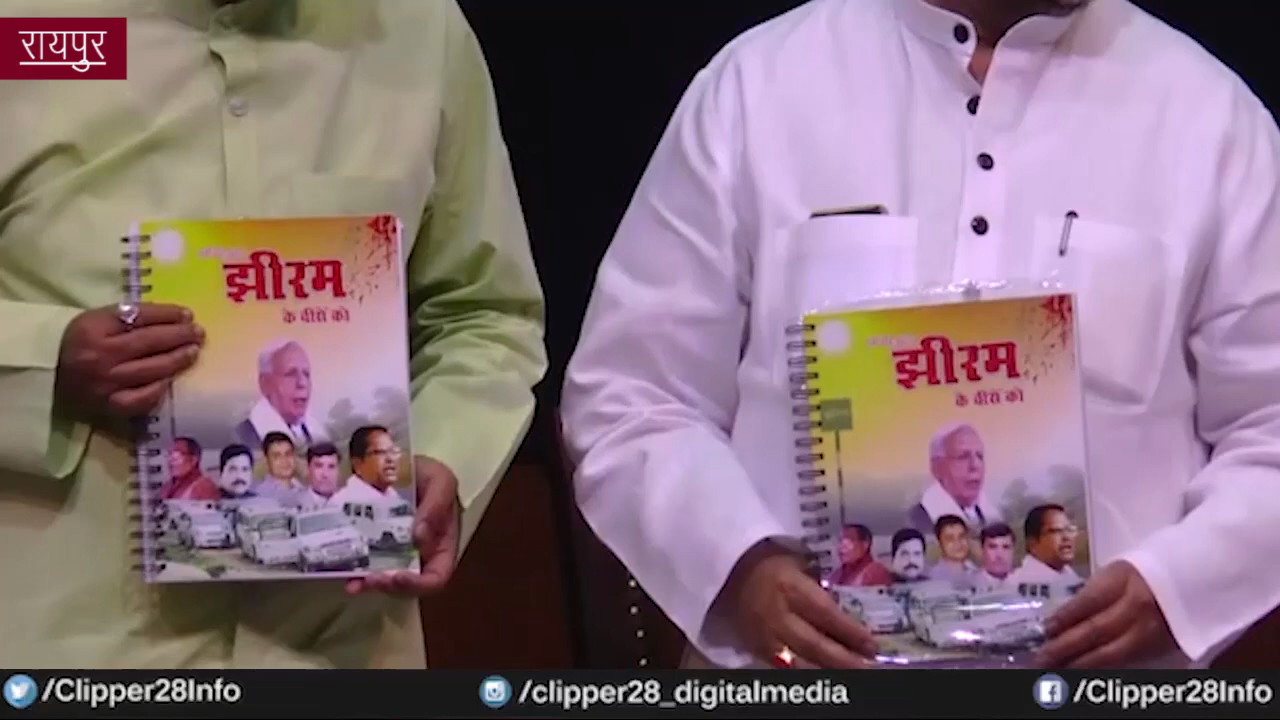 रायपुर
झीरम
के वीरों को
झीरम
के वीरों को
/Clipper28Info
/clipper28_digitalmedia
/Clipper28Info